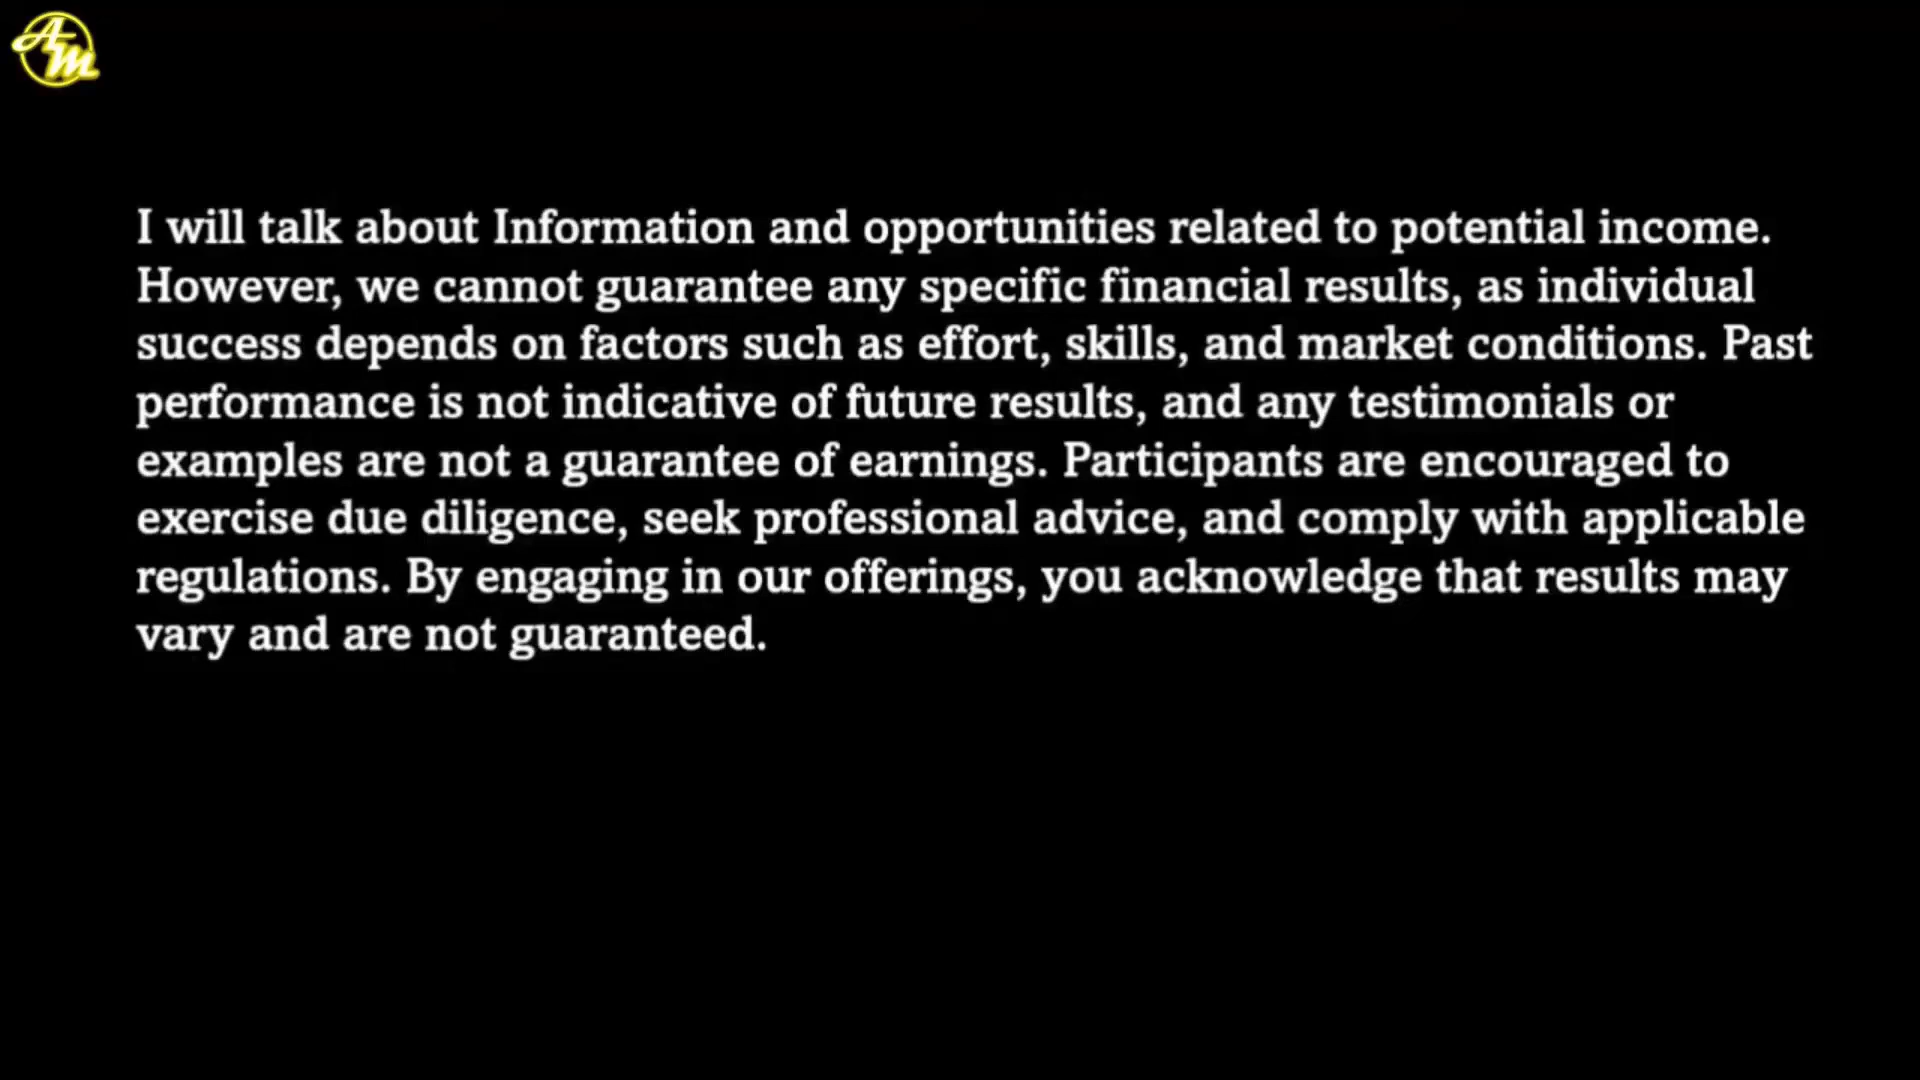 AM
I will talk about Information and opportunities related to potential income.
However, we cannot guarantee any specific financial results, as individual
success depends on factors such as effort, skills, and market conditions. Past
performance is not indicative of future results, and any testimonials or
examples are not a guarantee of earnings. Participants are encouraged to
exercise due diligence, seek professional advice, and comply with applicable
regulations. By engaging in our offerings, you acknowledge that results may
vary and are not guaranteed.